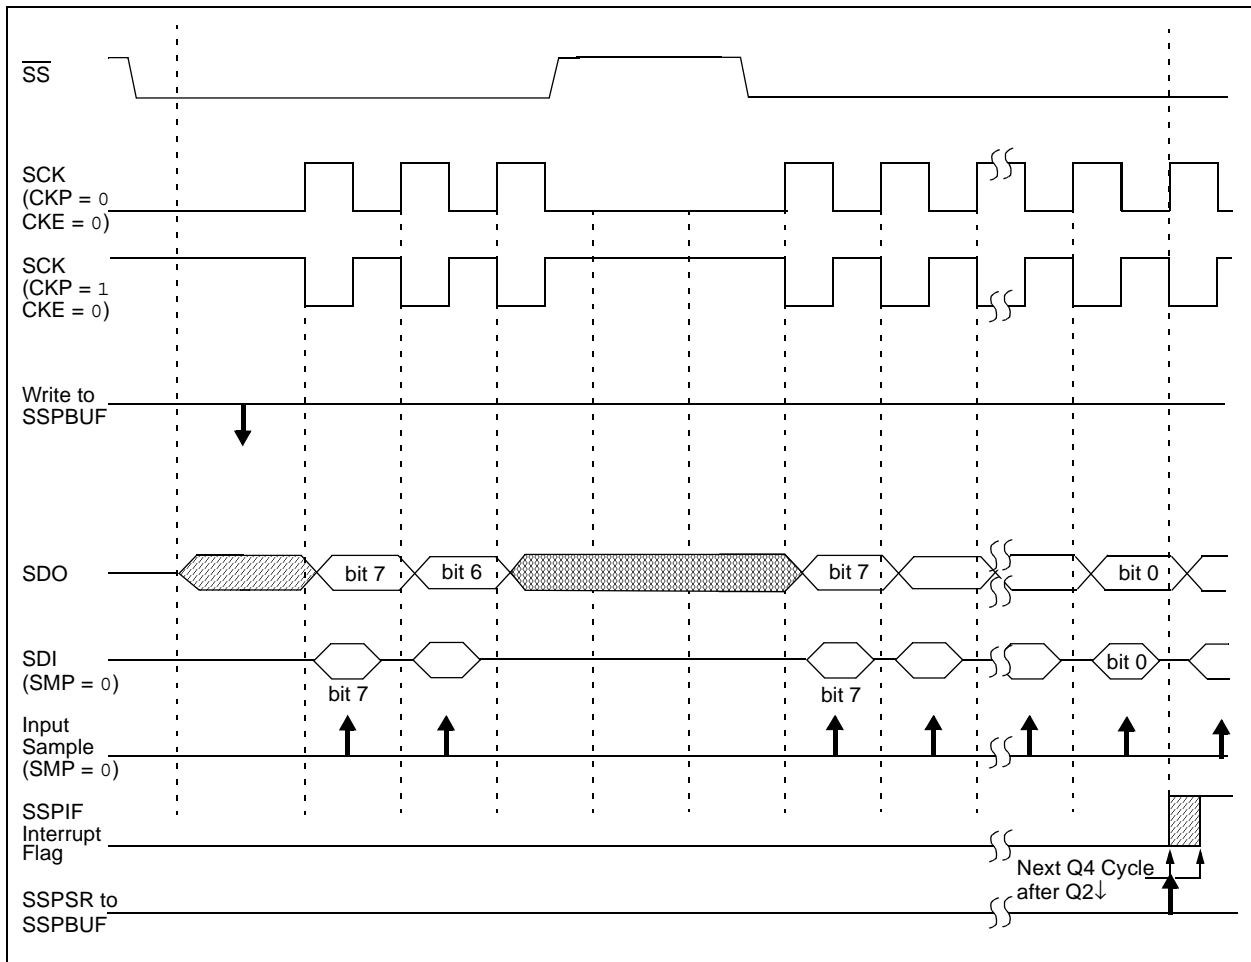 SS
SCK
(CKP = 0
CKE = 0)
SCK
(CKP = 1
CKE = 0)
Write to
SSPBUF
SDO
bit 7
bit 6
bit 7
bit 0
SDI
(SMP = 0)
bit 7
bit 7
bit 0
Input
Sample
(SMP = 0)
SSPIF
Interrupt
Flag
Next Q4 Cycle
after Q2↓
SSPSR to
SSPBUF